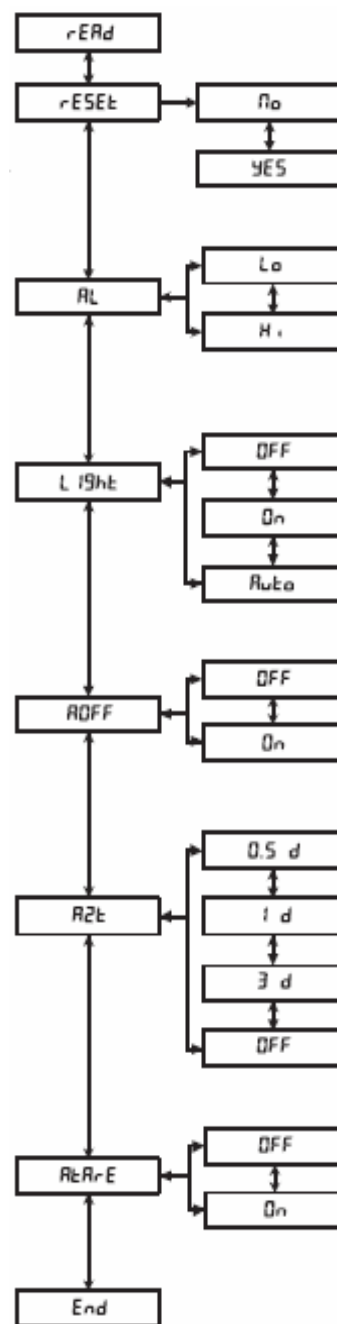 rEAd
rESEt
No
YES
AL
Lo
Hi
LIght
OFF
On
Auto
AOFF
OFF
On
AZt
0.5 d
1 d
3 d
OFF
AtArE
OFF
On
End